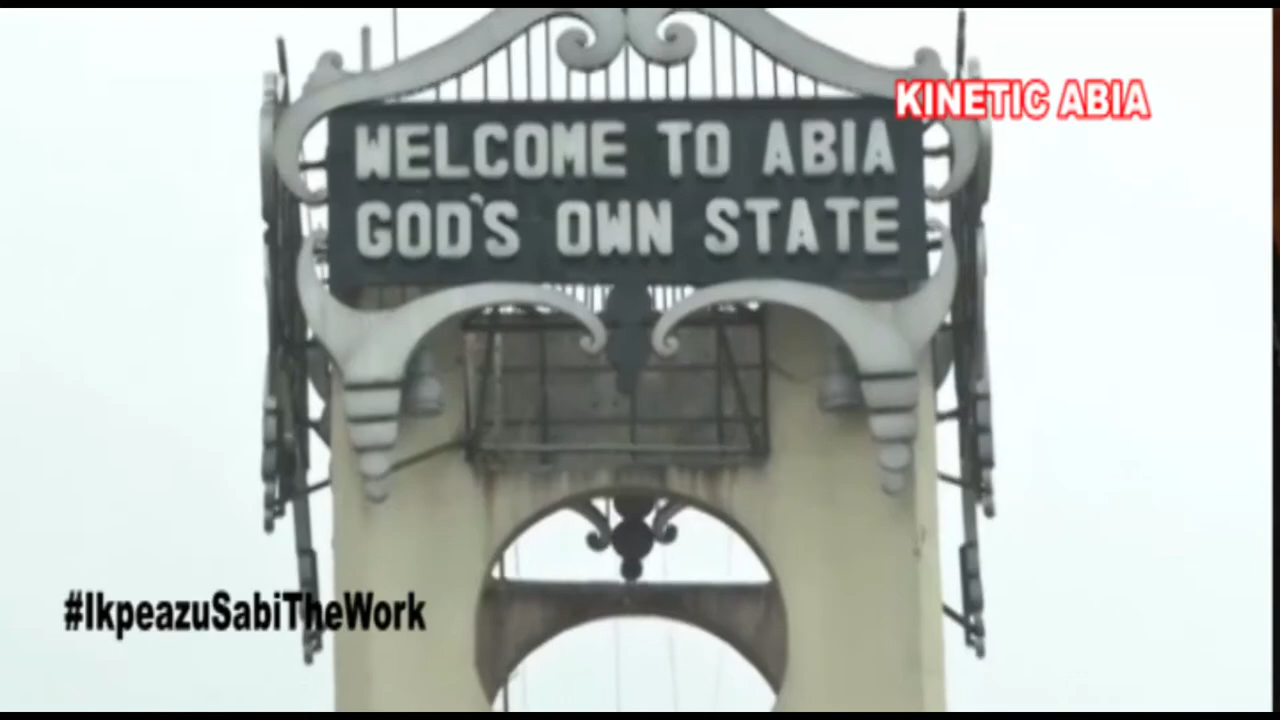 KINETIC ABIA
WELCOME TO ABIA
GOD'S OWN STATE
#IkpeazuSabiTheWork